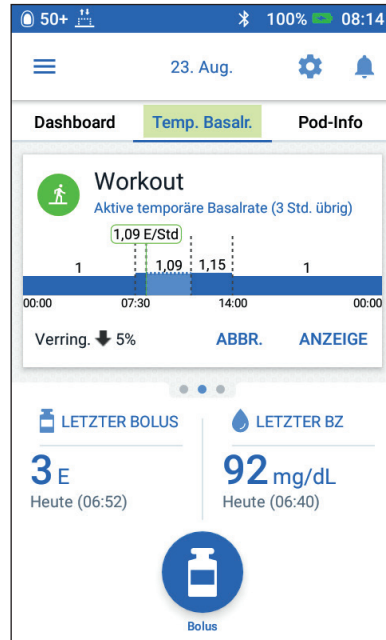 50+ 100% 08:14
23. Aug.
Dashboard Temp. Basalr. Pod-Info
Workout
Aktive temporäre Basalrate (3 Std. übrig)
1,09 E/Std
1 1,09 1,15 1
00:00 07:30 14:00 00:00
Verring. 5% ABBR. ANZEIGE
LETZTER BOLUS LETZTER BZ
3 E 92 mg/dL
Heute (06:52) Heute (06:40)
Bolus